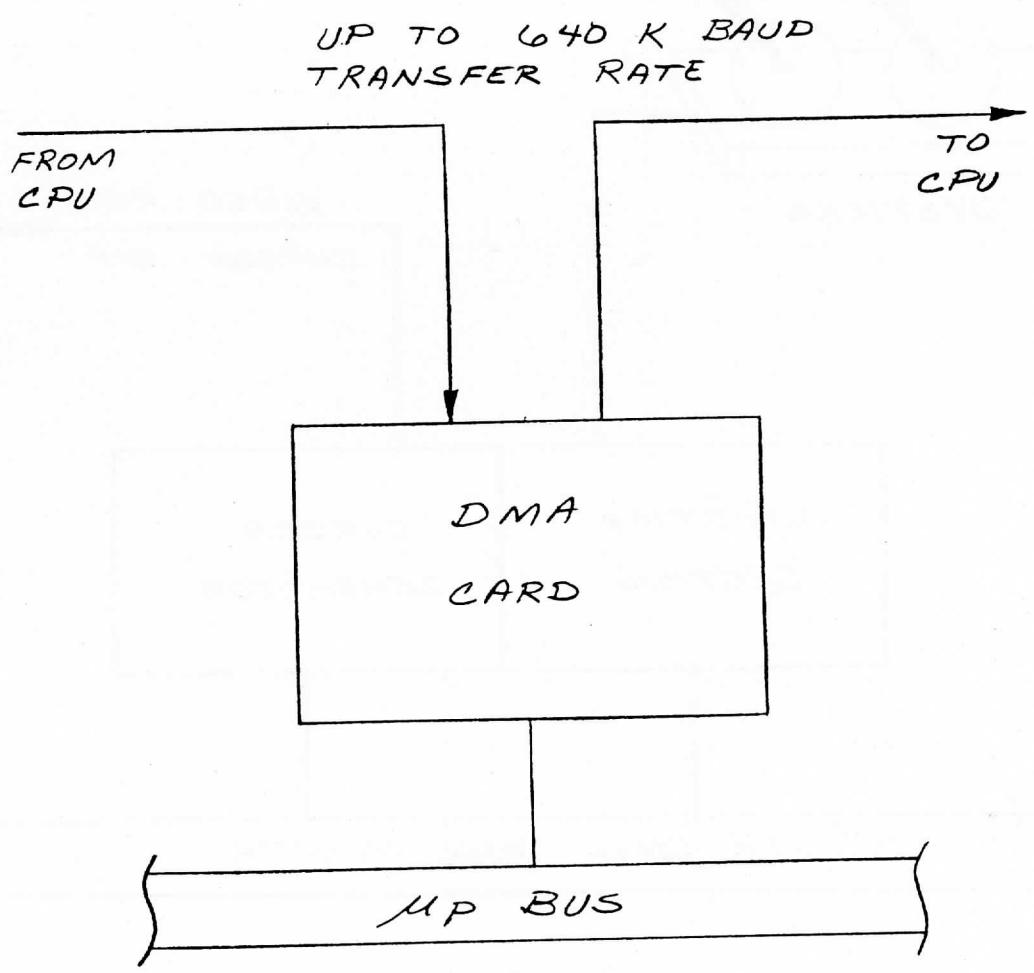 UP TO 640 K BAUD
TRANSFER RATE
FROM
CPU
TO
CPU
DMA
CARD
μP BUS